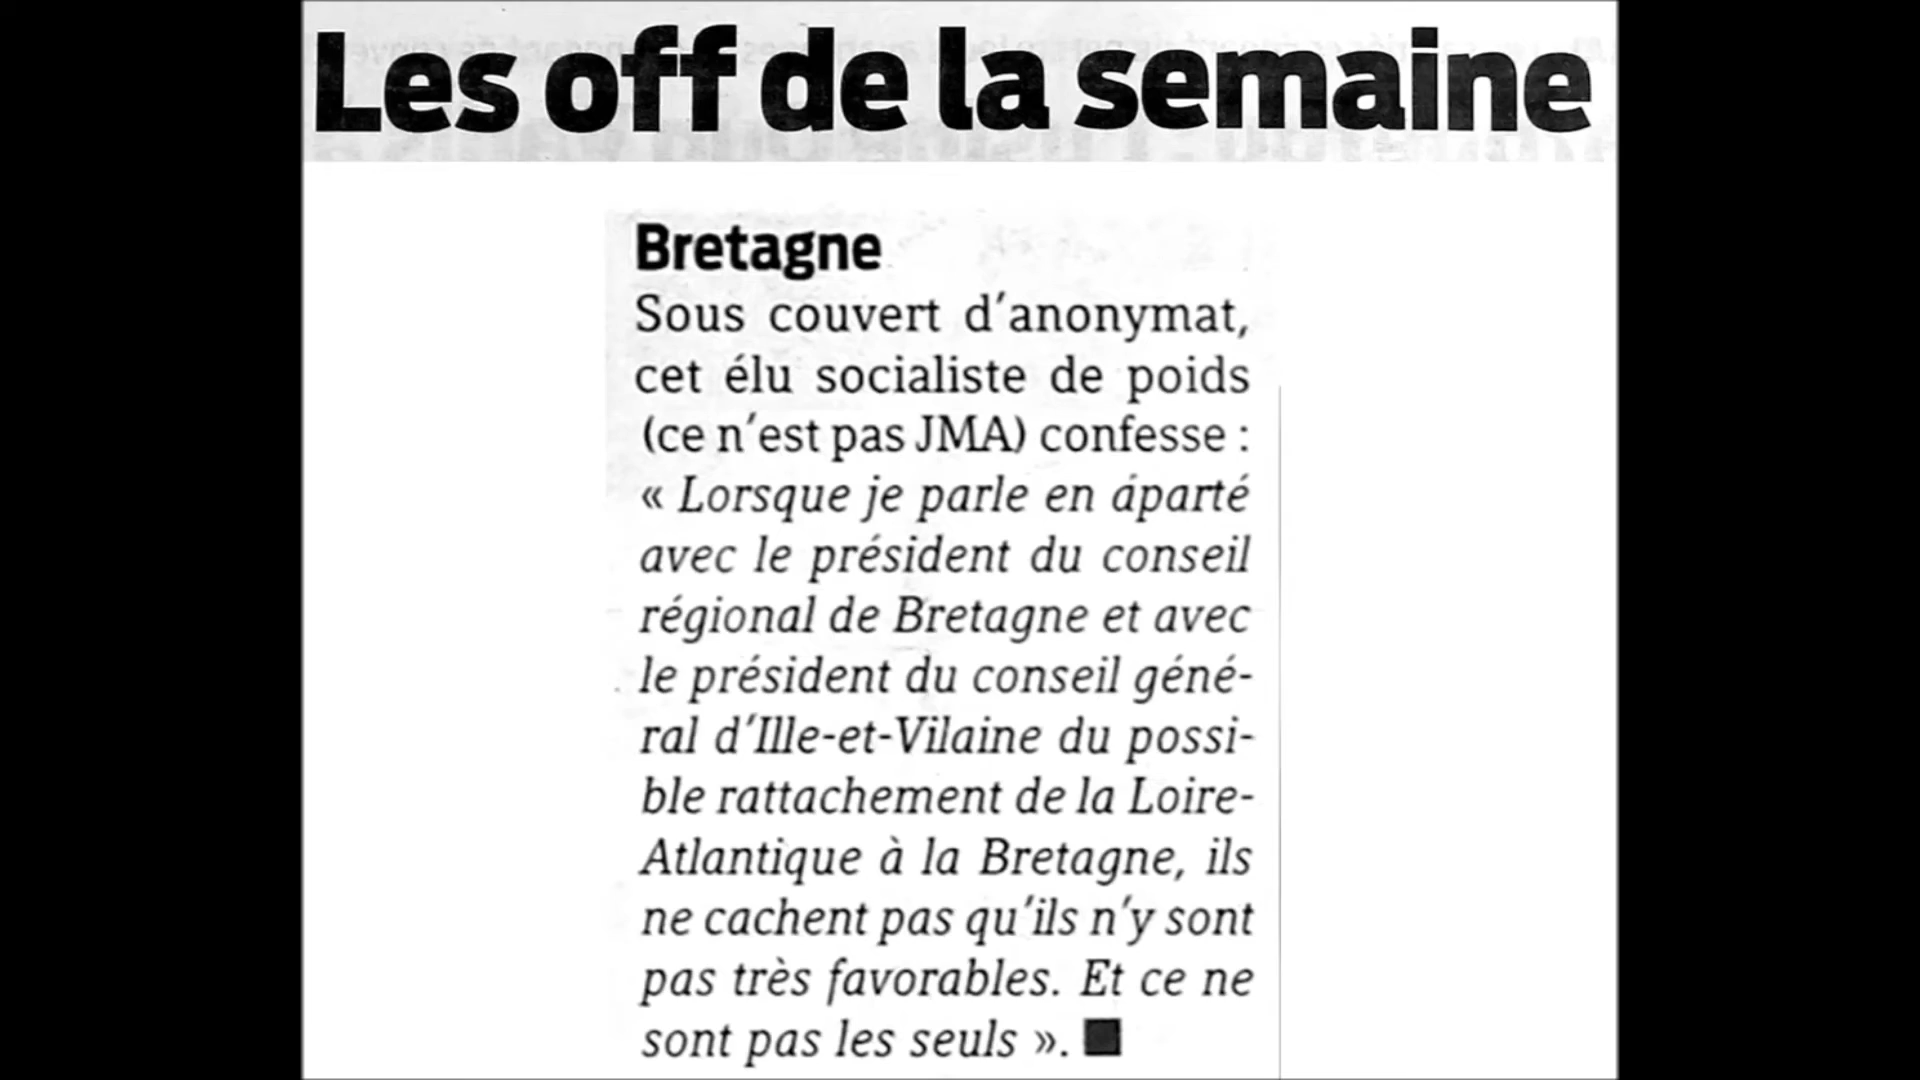 Les off de la semaine
Bretagne
Sous couvert d'anonymat,
cet élu socialiste de poids
(ce n'est pas JMA) confesse :
« Lorsque je parle en aparté
avec le président du conseil
régional de Bretagne et avec
le président du conseil géné-
ral d'Ille-et-Vilaine du possi-
ble rattachement de la Loire-
Atlantique à la Bretagne, ils
ne cachent pas qu'ils n'y sont
pas très favorables. Et ce ne
sont pas les seuls ». ■